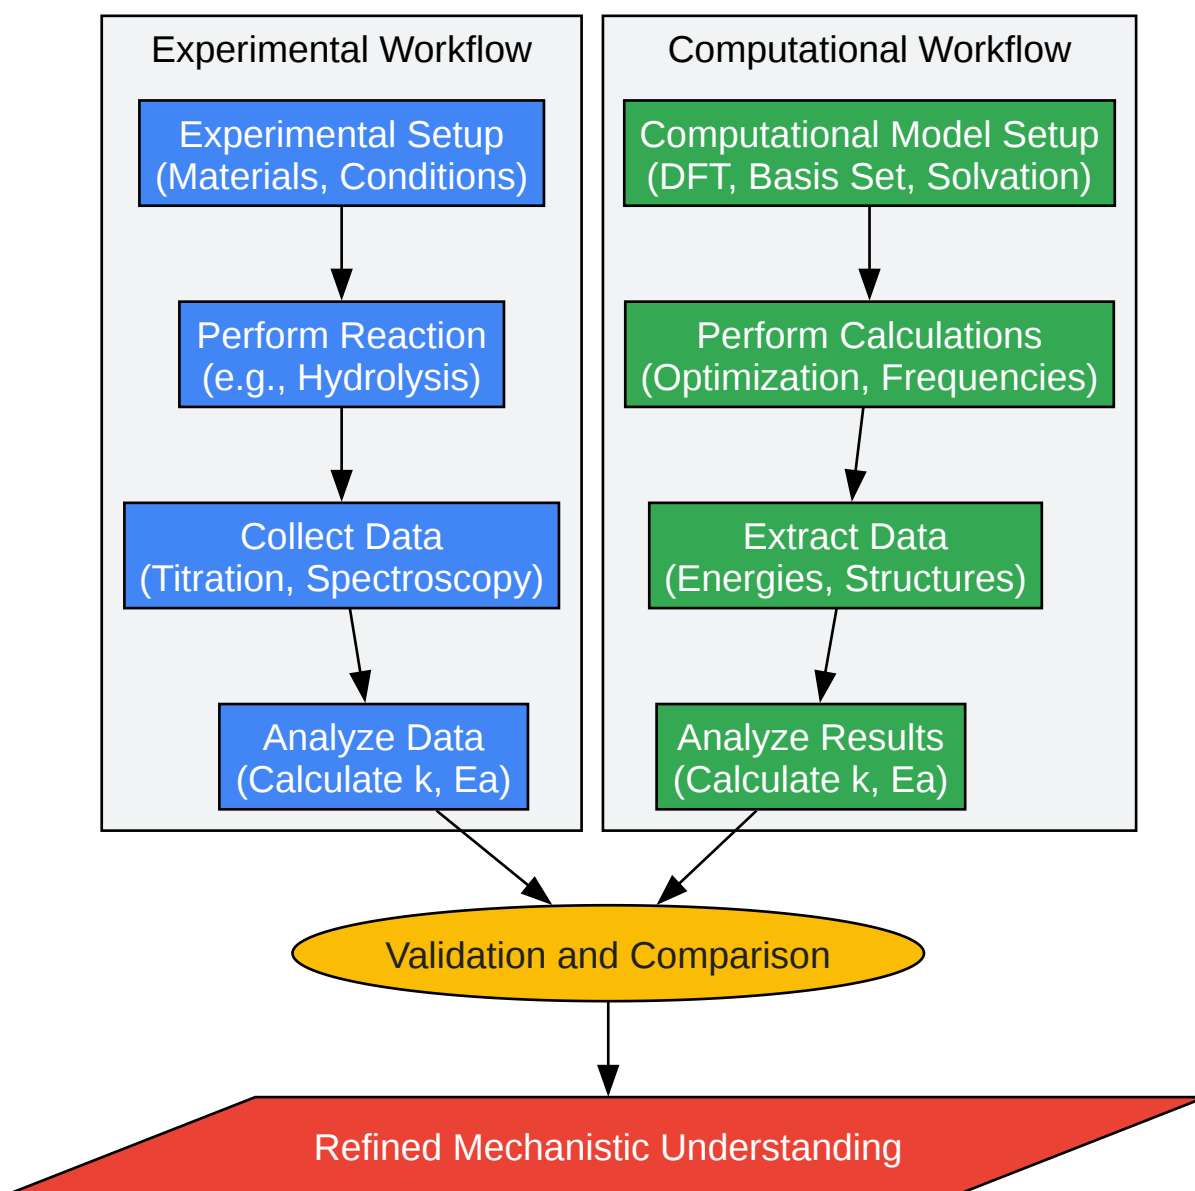 Experimental Workflow
Experimental Setup
(Materials, Conditions)
Perform Reaction
(e.g., Hydrolysis)
Collect Data
(Titration, Spectroscopy)
Analyze Data
(Calculate k, Ea)
Computational Workflow
Computational Model Setup
(DFT, Basis Set, Solvation)
Perform Calculations
(Optimization, Frequencies)
Extract Data
(Energies, Structures)
Analyze Results
(Calculate k, Ea)
Validation and Comparison
Refined Mechanistic Understanding